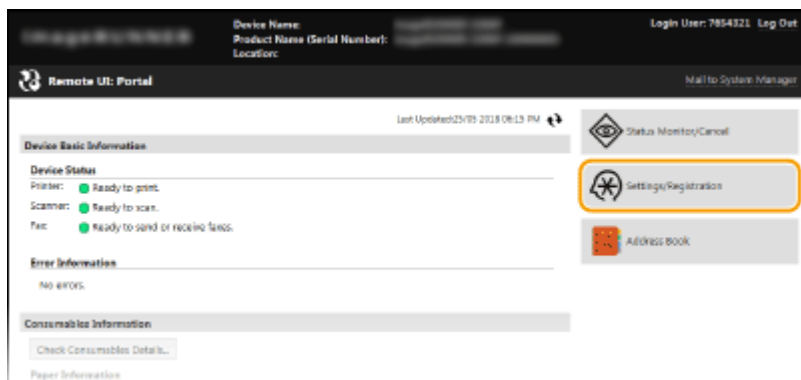 Device Name:
Product Name (Serial Number):
Location:
Login User: 7654321 Log Out
Remote UI: Portal
Mail to System Manager
Last Updated:23/05 2018 06:13 PM
Device Basic Information
Device Status
Printer: Ready to print.
Scanner: Ready to scan.
Fax: Ready to send or receive faxes.
Error Information
No errors.
Consumables Information
Check Consumables Details...
Paper Information
Status Monitor/Cancel
Settings/Registration
Address Book